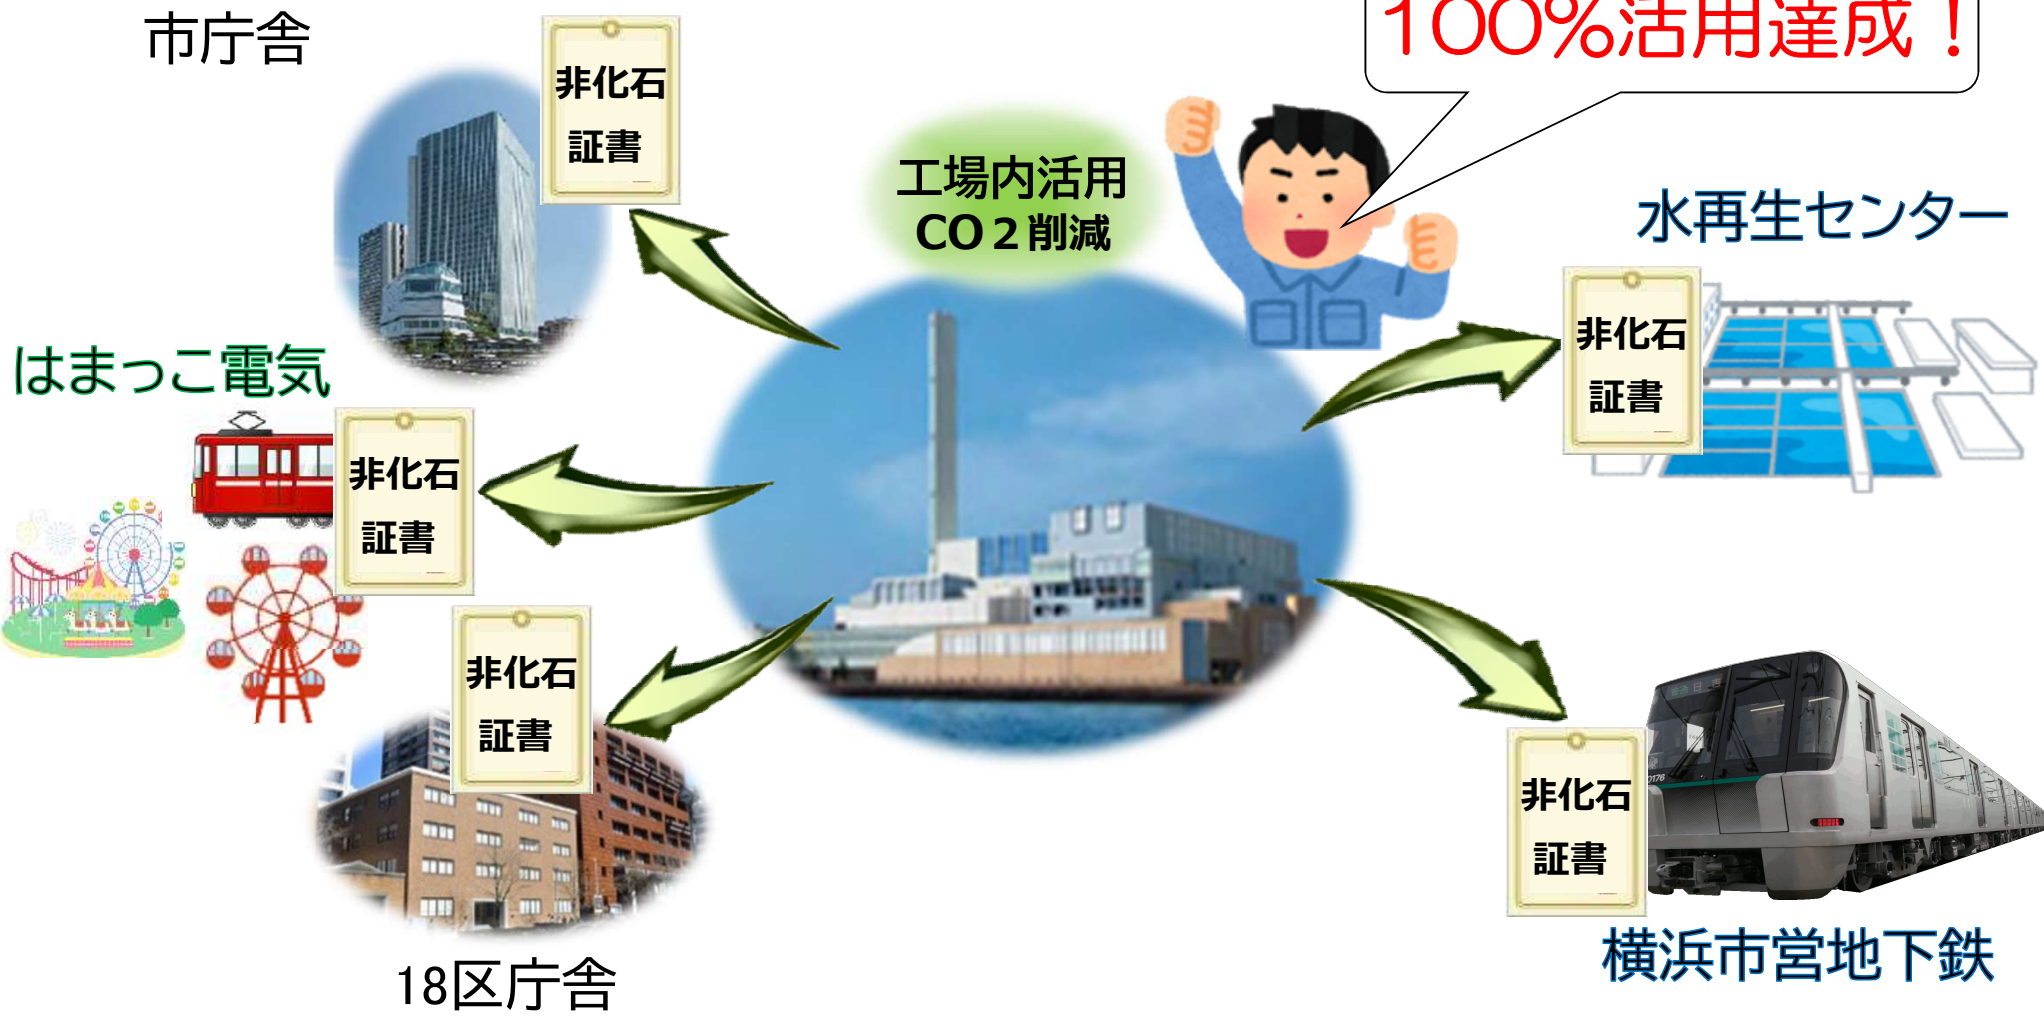 市庁舎
非化石
証書
100%活用達成！
工場内活用
CO２削減
水再生センター
非化石
証書
はまっこ電気
非化石
証書
非化石
証書
18区庁舎
非化石
証書
横浜市営地下鉄